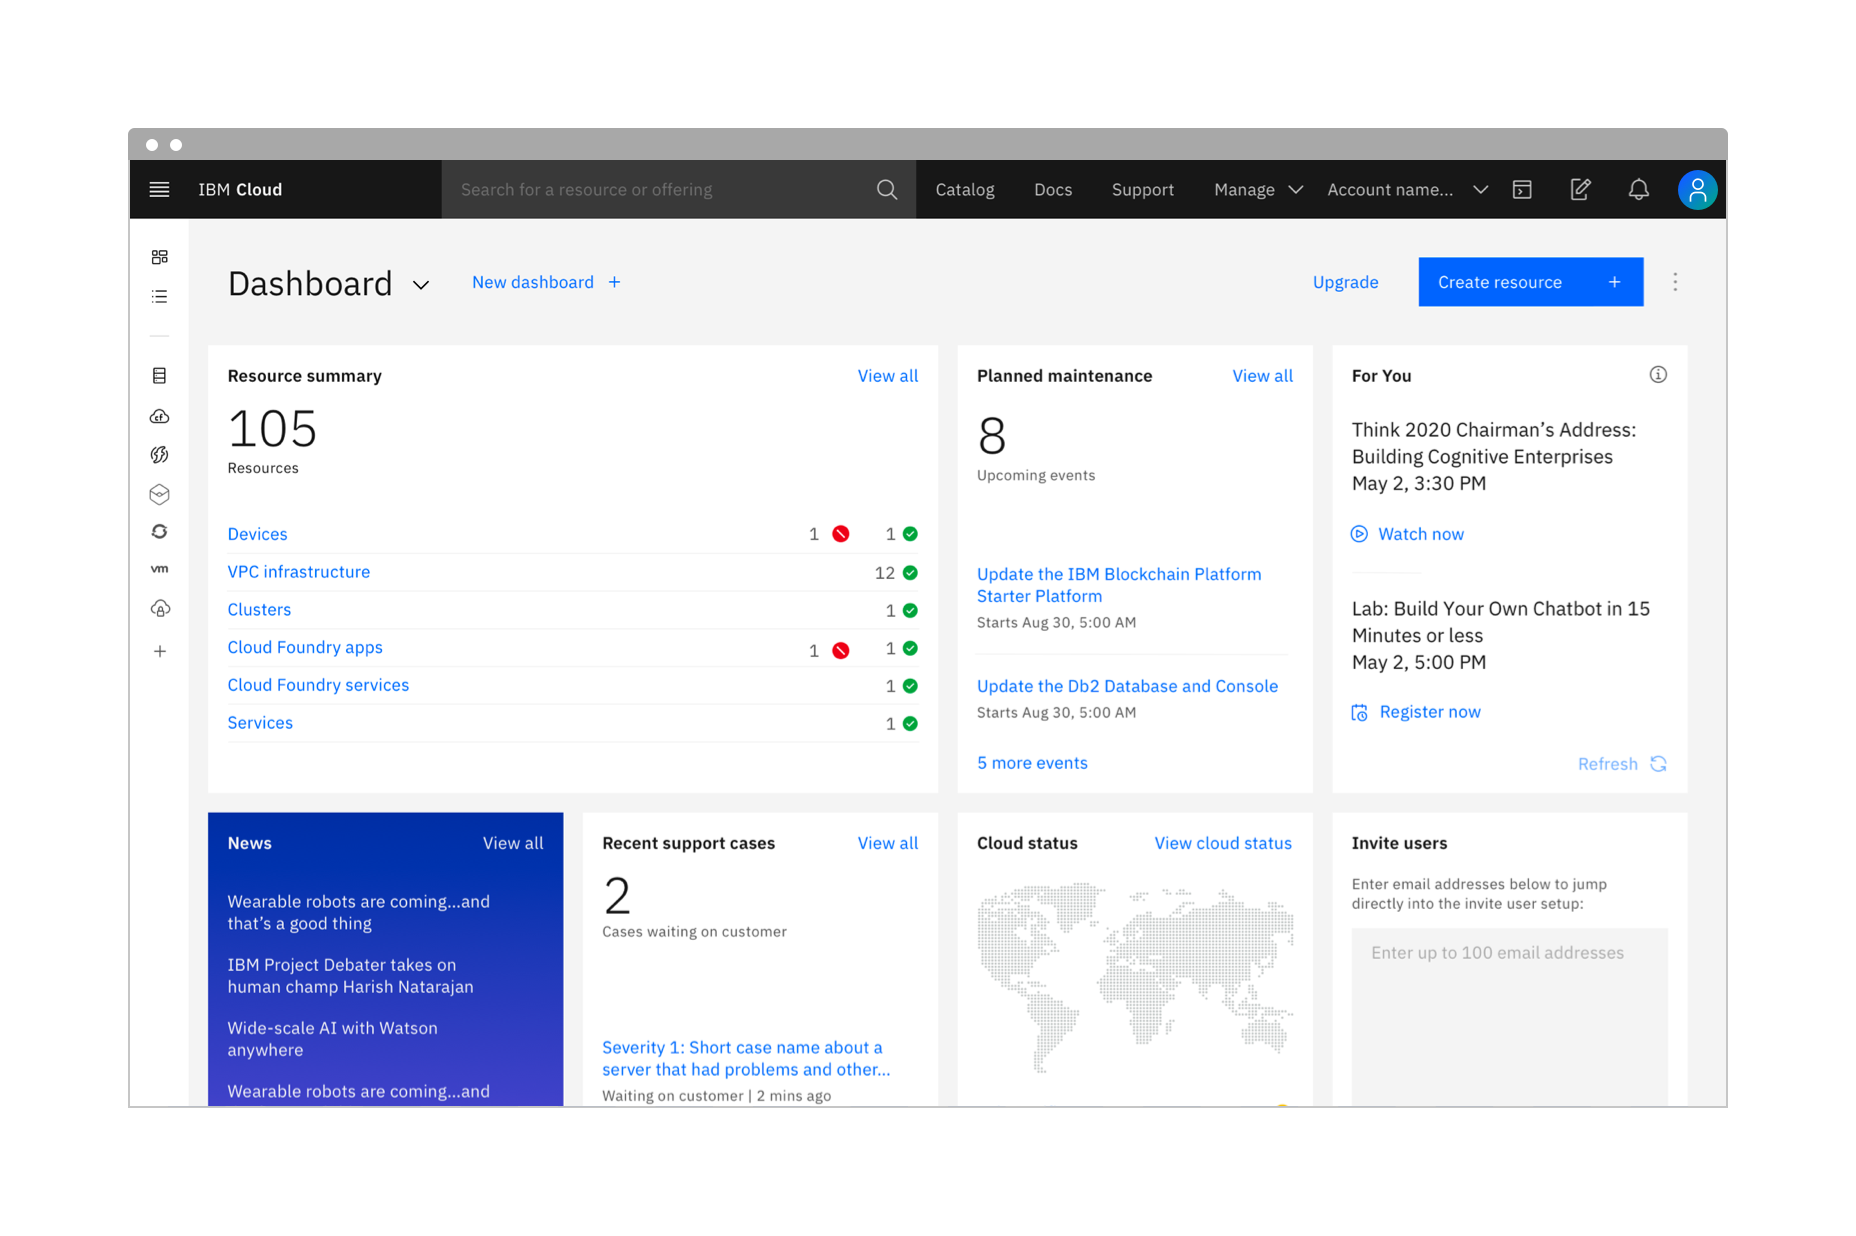 IBM Cloud
Search for a resource or offering
Catalog
Docs
Support
Manage
Account name...
Dashboard
New dashboard +
Upgrade
Create resource +
cf
vm
Resource summary
View all
105
Resources
Devices 1 1
VPC infrastructure 12
Clusters 1
Cloud Foundry apps 1 1
Cloud Foundry services 1
Services 1
Planned maintenance
View all
8
Upcoming events
Update the IBM Blockchain Platform
Starter Platform
Starts Aug 30, 5:00 AM
Update the Db2 Database and Console
Starts Aug 30, 5:00 AM
5 more events
For You
Think 2020 Chairman’s Address:
Building Cognitive Enterprises
May 2, 3:30 PM
Watch now
Lab: Build Your Own Chatbot in 15
Minutes or less
May 2, 5:00 PM
Register now
Refresh
News
View all
Wearable robots are coming...and
that’s a good thing
IBM Project Debater takes on
human champ Harish Natarajan
Wide-scale AI with Watson
anywhere
Wearable robots are coming...and
Recent support cases
View all
2
Cases waiting on customer
Severity 1: Short case name about a
server that had problems and other...
Waiting on customer | 2 mins ago
Cloud status
View cloud status
Invite users
Enter email addresses below to jump
directly into the invite user setup:
Enter up to 100 email addresses